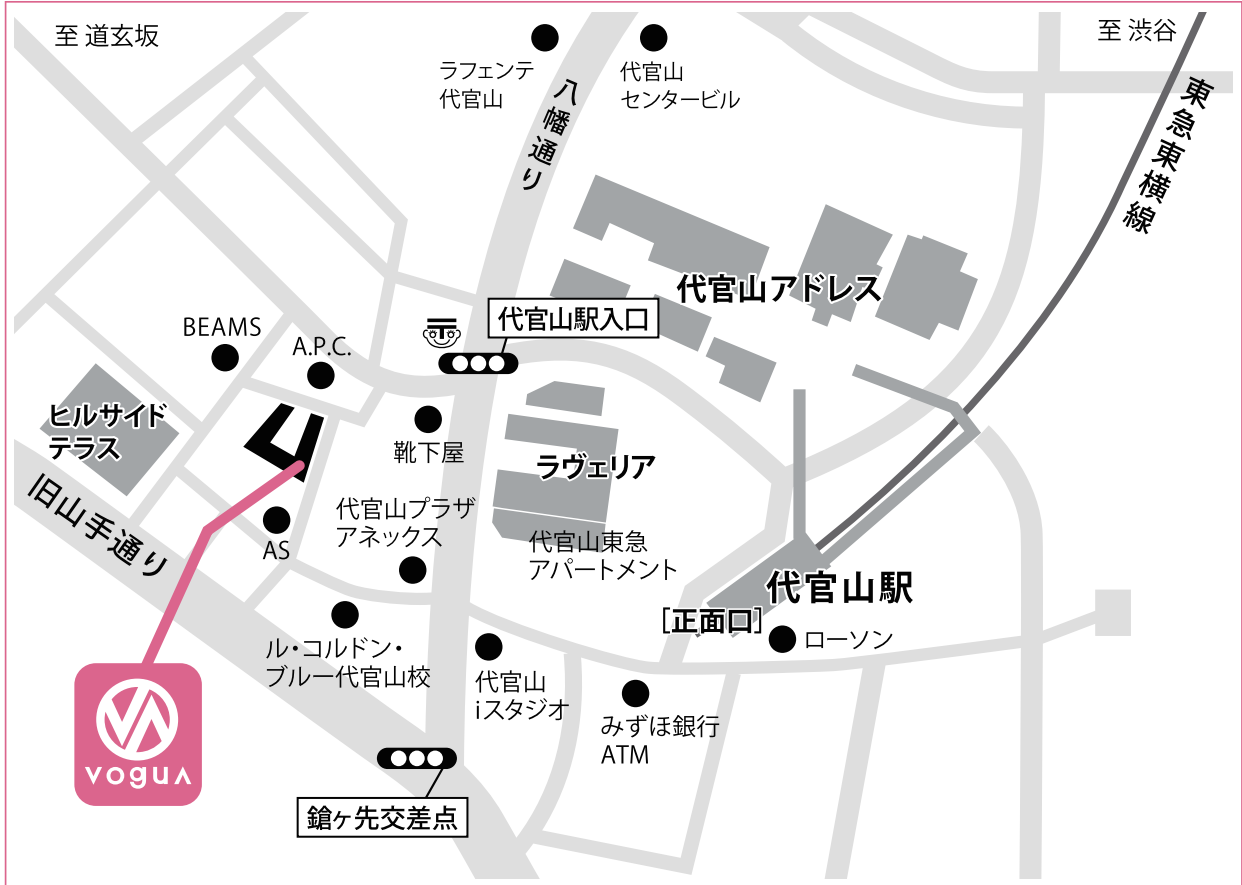 至 道玄坂
至 渋谷
ラフェンテ
代官山
代官山
センタービル
八幡通り
東急東横線
代官山アドレス
代官山駅入口
BEAMS
A.P.C.
ヒルサイド
テラス
靴下屋
ラヴェリア
旧山手通り
代官山プラザ
アネックス
AS
代官山東急
アパートメント
代官山駅
[正面口]
ローソン
ル・コルドン・
ブルー代官山校
代官山
iスタジオ
みずほ銀行
ATM
VOGUA
鎗ヶ先交差点